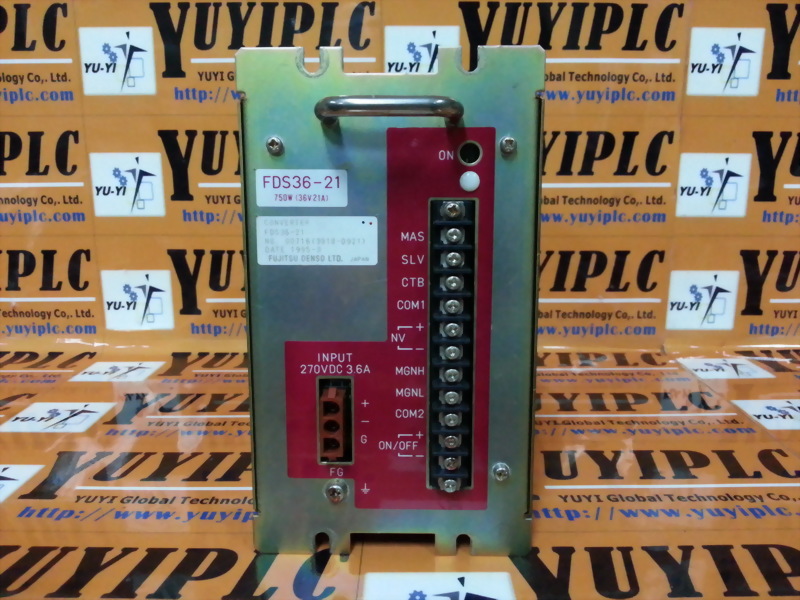 YUYIPLC
YU-YI
YUYI Global Technology Co,. Ltd.
http://www.yuyiplc.com
ON
FDS36-21
750W (36V21A)
CONVERTER
FDS36-21
DATE 1995-
FUJITSU DENSO LTD. JAPAN
MAS
SLV
CTB
COM1
+
NV
−
MGNH
MGNL
COM2
+
ON/OFF
−
INPUT
270VDC 3.6A
+
−
G
FG